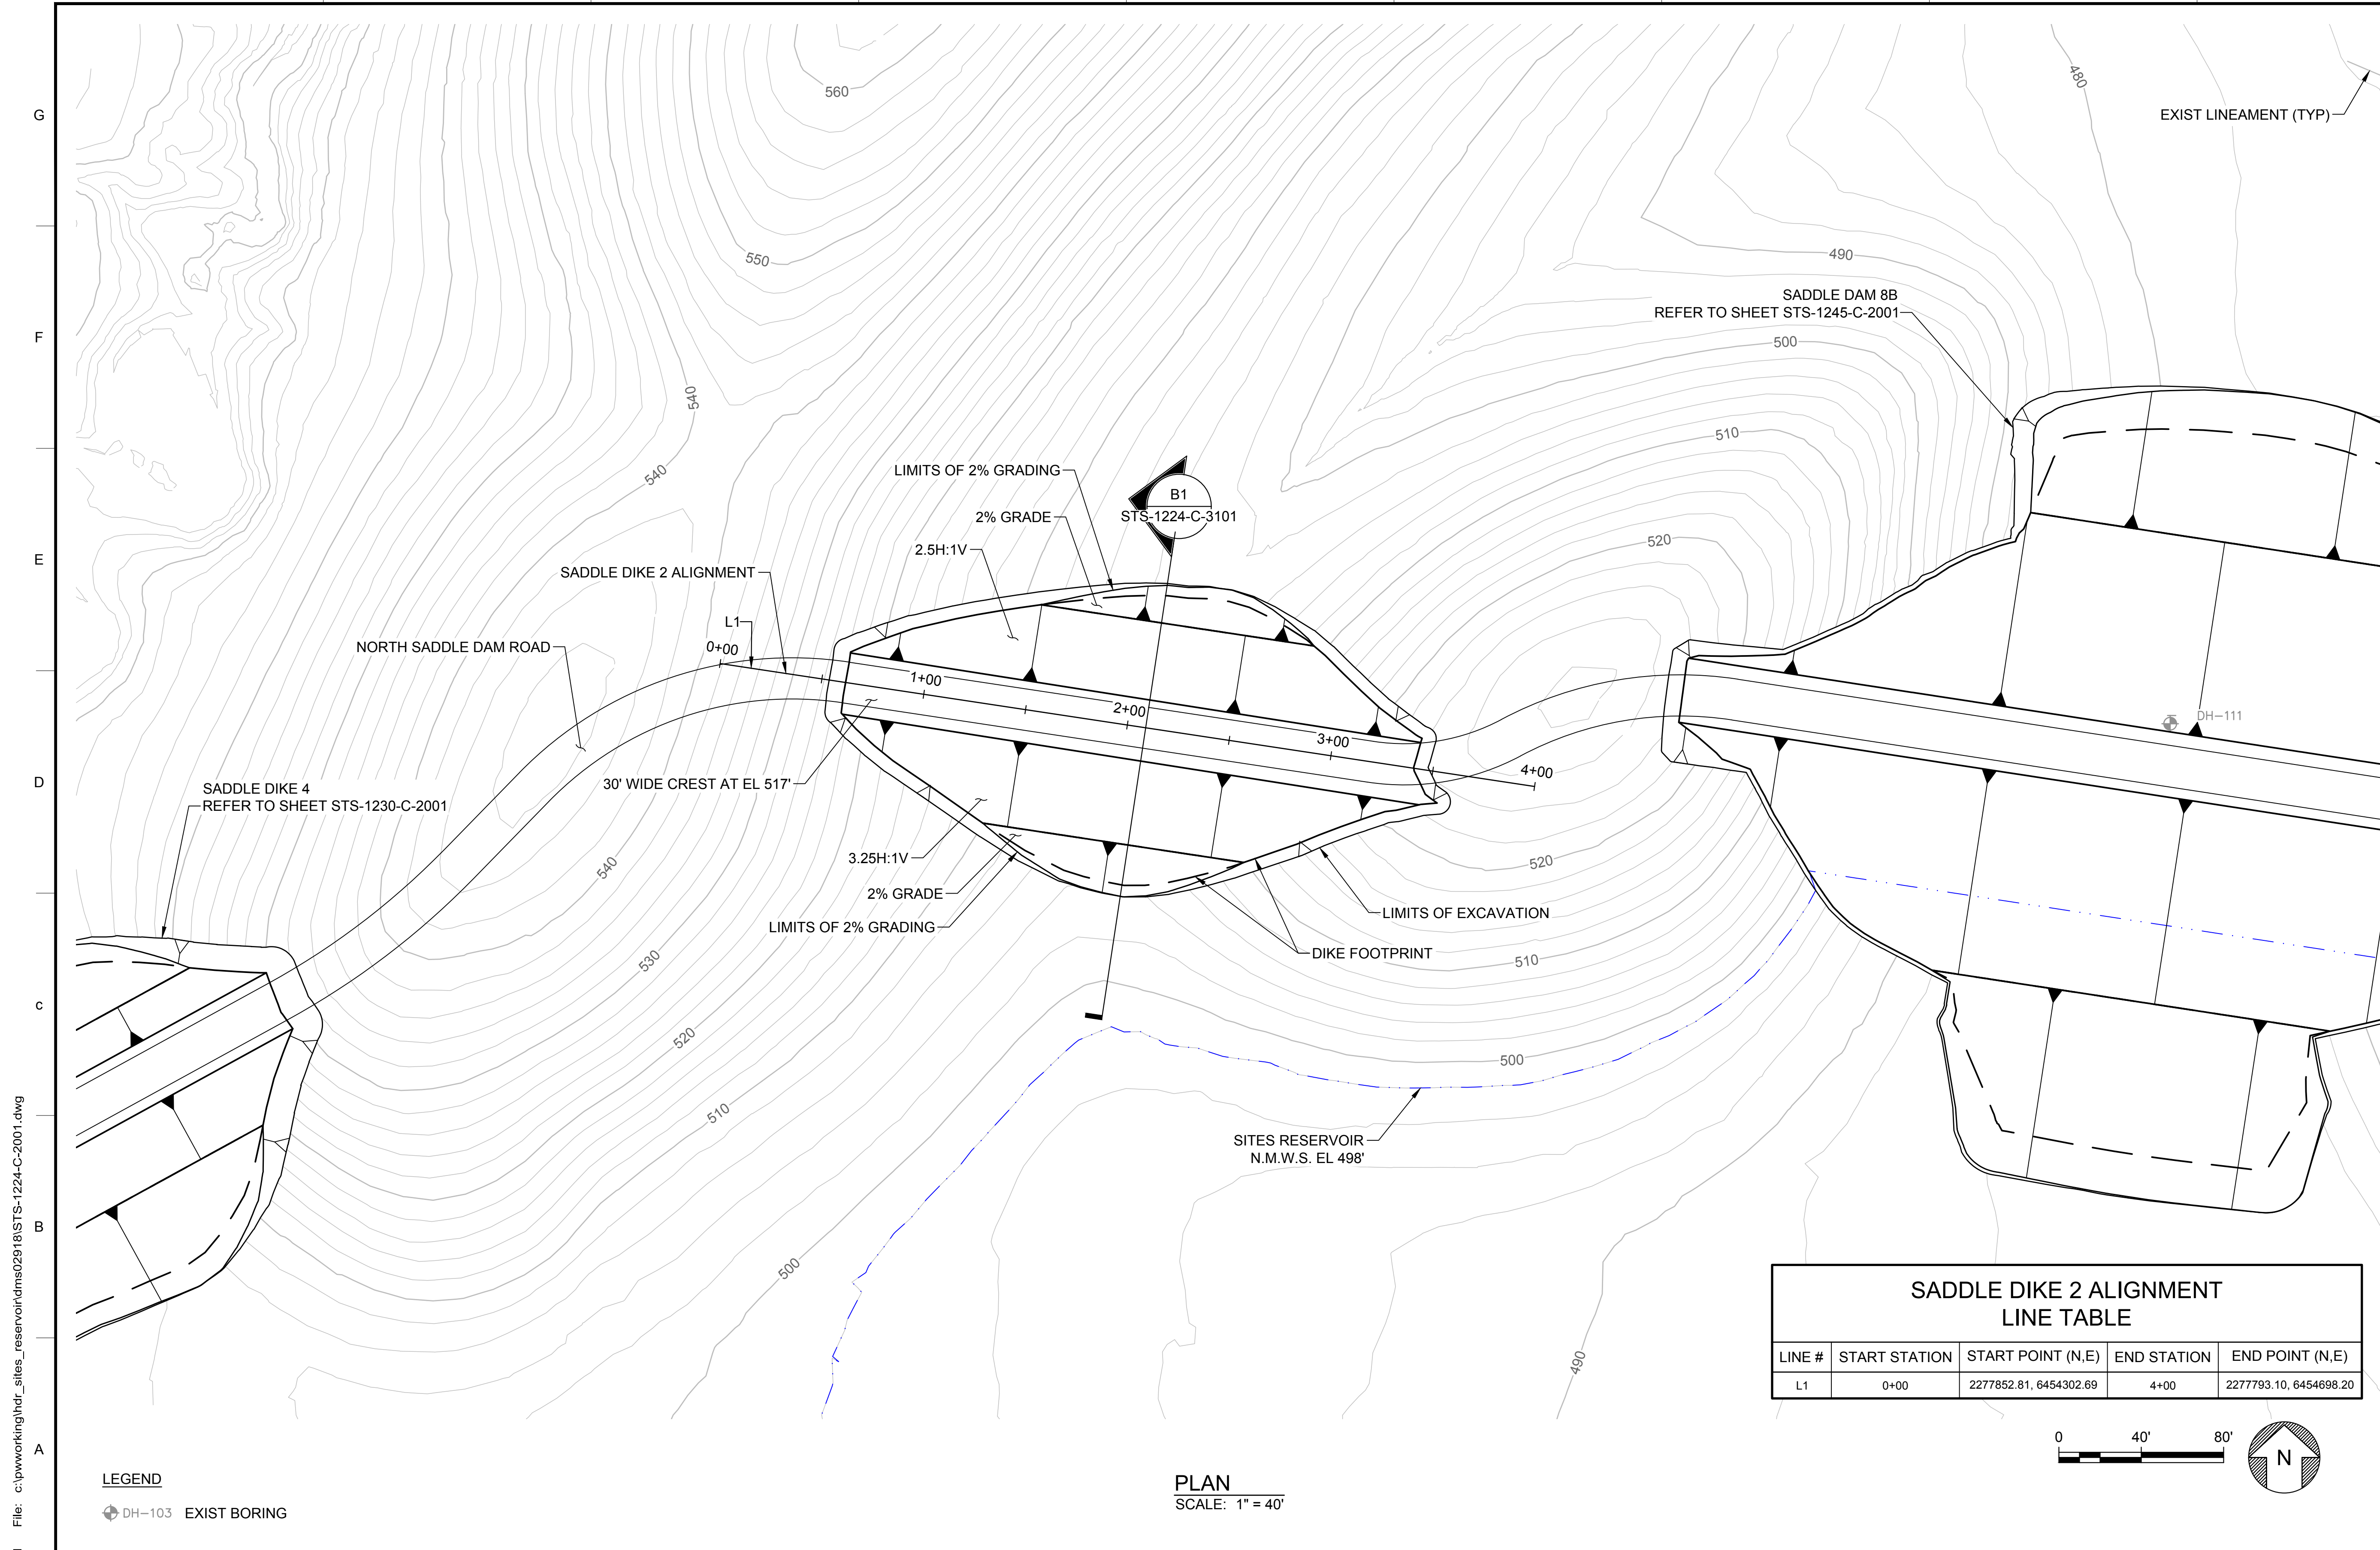 G
F
E
D
c
B
A
File: c:\pwworking\hdr_sites_reservoir\dms02918\STS-1224-C-2001.dwg
560
550
540
540
540
530
520
510
500
480
490
500
510
520
520
510
500
490
EXIST LINEAMENT (TYP)
SADDLE DAM 8B
REFER TO SHEET STS-1245-C-2001
LIMITS OF 2% GRADING
B1
STS-1224-C-3101
2% GRADE
2.5H:1V
SADDLE DIKE 2 ALIGNMENT
L1
0+00
NORTH SADDLE DAM ROAD
1+00
2+00
3+00
4+00
DH-111
30' WIDE CREST AT EL 517'
SADDLE DIKE 4
REFER TO SHEET STS-1230-C-2001
3.25H:1V
2% GRADE
LIMITS OF 2% GRADING
LIMITS OF EXCAVATION
DIKE FOOTPRINT
SITES RESERVOIR
N.M.W.S. EL 498'
SADDLE DIKE 2 ALIGNMENT
LINE TABLE
LINE # START STATION START POINT (N,E) END STATION END POINT (N,E)
L1 0+00 2277852.81, 6454302.69 4+00 2277793.10, 6454698.20
0 40' 80'
N
LEGEND
DH-103 EXIST BORING
PLAN
SCALE: 1" = 40'